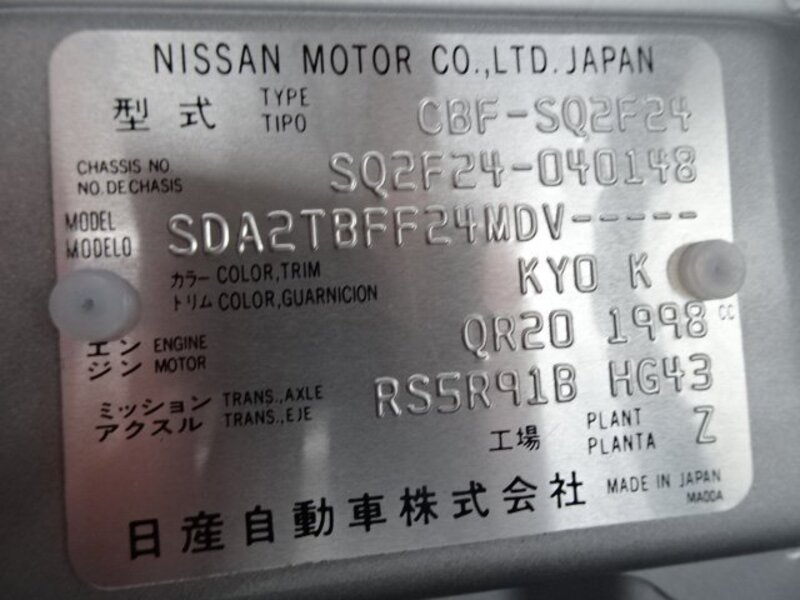 NISSAN MOTOR CO.,LTD. JAPAN
型式 TYPE TIPO CBF-SQ2F24
CHASSIS NO. NO. DE CHASIS SQ2F24-040148
MODEL MODELO SDA2TBFF24MDV-----
カラー COLOR,TRIM トリム COLOR,GUARNICION KY0 K
エンジン ENGINE MOTOR QR20 1998 CC
ミッション TRANS.,AXLE アクスル TRANS.,EJE RS5R91B HG43
工場 PLANT PLANTA Z
日産自動車株式会社 MADE IN JAPAN
MA00A